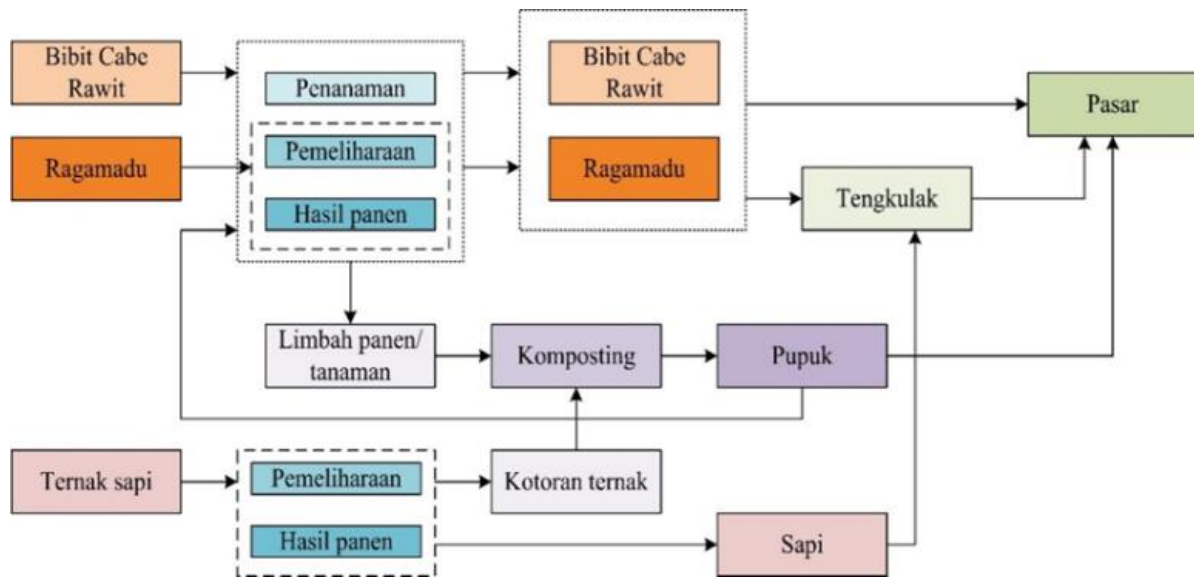 Bibit Cabe
Rawit
Ragamadu
Penanaman
Pemeliharaan
Hasil panen
Bibit Cabe
Rawit
Ragamadu
Pasar
Tengkulak
Limbah panen/
tanaman
Komposting
Pupuk
Ternak sapi
Pemeliharaan
Hasil panen
Kotoran ternak
Sapi